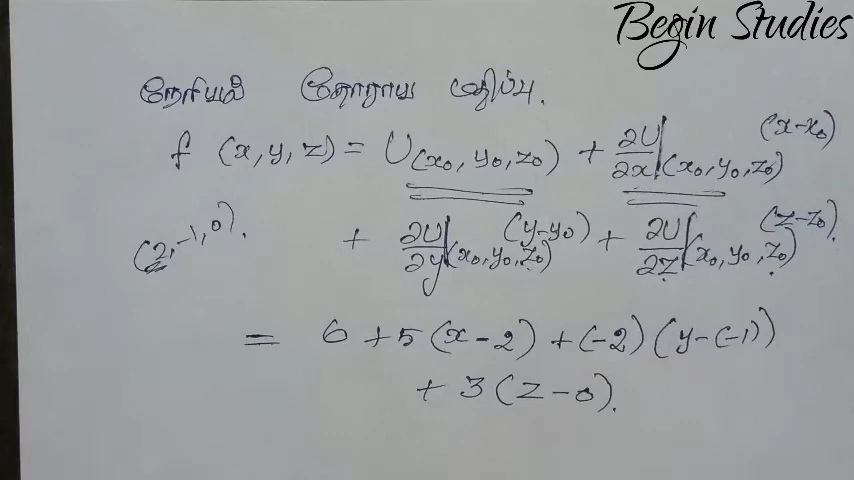 Begin Studies
நேரியல் தோராய மதிப்பு.
f (x, y, z) = U(x₀, y₀, z₀) + ∂U/∂x|(x₀, y₀, z₀) (x-x₀)
(2, -1, 0).
+ ∂U/∂y|(x₀, y₀, z₀) (y-y₀) + ∂U/∂z|(x₀, y₀, z₀) (z-z₀).
= 6 + 5 (x-2) + (-2) (y-(-1))
+ 3 (z-0).